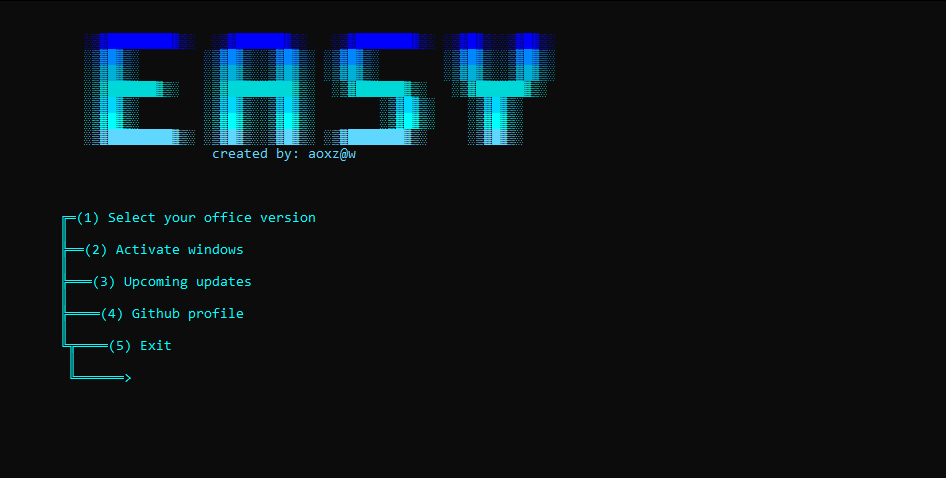 EASY
created by: aoxz@w
(1) Select your office version
(2) Activate windows
(3) Upcoming updates
(4) Github profile
(5) Exit
>